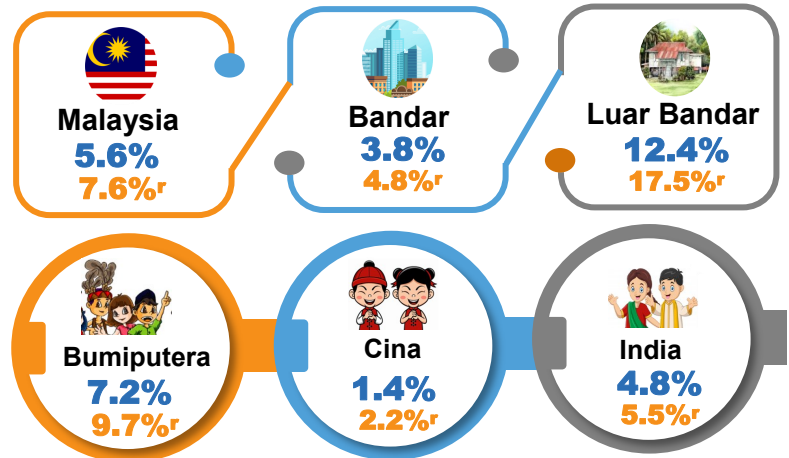 Malaysia
5.6%
7.6%ʳ
Bandar
3.8%
4.8%ʳ
Luar Bandar
12.4%
17.5%ʳ
Bumiputera
7.2%
9.7%ʳ
Cina
1.4%
2.2%ʳ
India
4.8%
5.5%ʳ